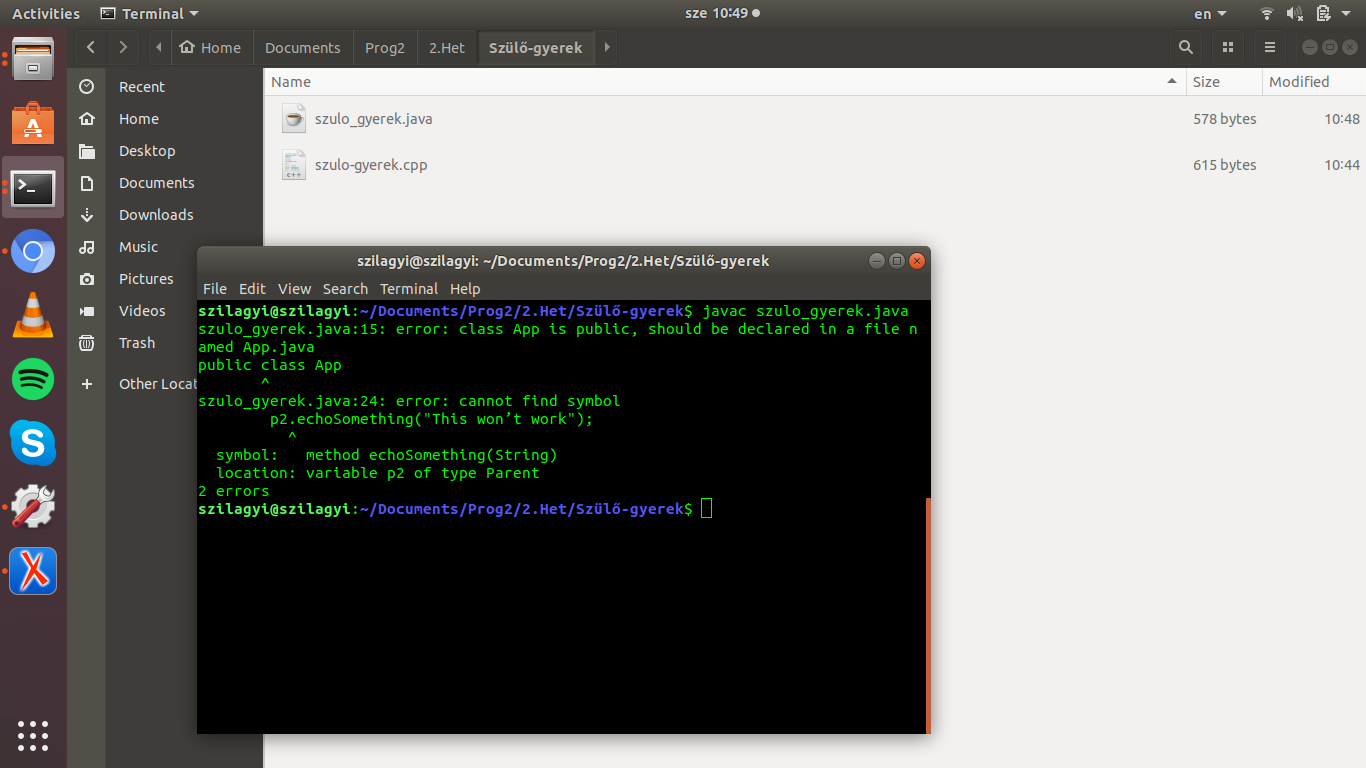 Activities Terminal sze 10:49 en
Home Documents Prog2 2.Het Szülő-gyerek
Name Size Modified
Recent
Home
Desktop
Documents
Downloads
Music
Pictures
Videos
Trash
Other Locat
szulo_gyerek.java 578 bytes 10:48
szulo-gyerek.cpp 615 bytes 10:44
c++
szilagyi@szilagyi: ~/Documents/Prog2/2.Het/Szülő-gyerek
File Edit View Search Terminal Help
szilagyi@szilagyi:~/Documents/Prog2/2.Het/Szülő-gyerek$ javac szulo_gyerek.java
szulo_gyerek.java:15: error: class App is public, should be declared in a file n
amed App.java
public class App
^
szulo_gyerek.java:24: error: cannot find symbol
p2.echoSomething("This won’t work");
^
symbol: method echoSomething(String)
location: variable p2 of type Parent
2 errors
szilagyi@szilagyi:~/Documents/Prog2/2.Het/Szülő-gyerek$